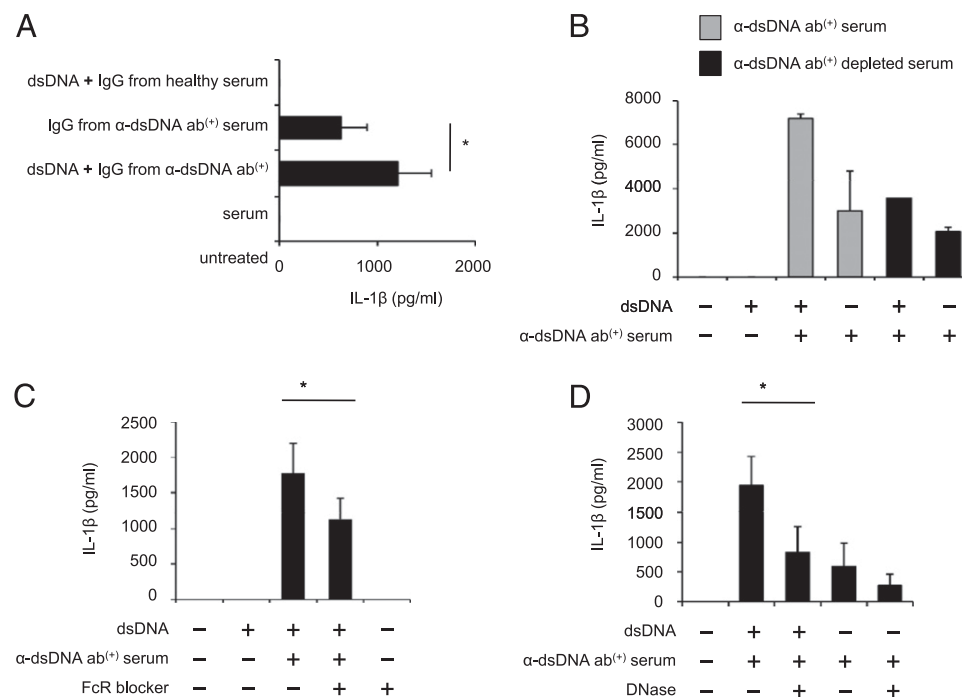 A
dsDNA + IgG from healthy serum
IgG from α-dsDNA ab(+) serum
dsDNA + IgG from α-dsDNA ab(+)
serum
untreated
*
0 1000 2000
IL-1β (pg/ml)
B
α-dsDNA ab(+) serum
α-dsDNA ab(+) depleted serum
IL-1β (pg/ml)
8000
6000
4000
2000
0
dsDNA – + + – + –
α-dsDNA ab(+) serum – – + + + +
C
*
IL-1β (pg/ml)
2500
2000
1500
1000
500
0
dsDNA – + + + –
α-dsDNA ab(+) serum – – + + –
FcR blocker – – – + +
D
*
IL-1β (pg/ml)
3000
2500
2000
1500
1000
500
0
dsDNA – + + – –
α-dsDNA ab(+) serum – + + + +
DNase – – + – +